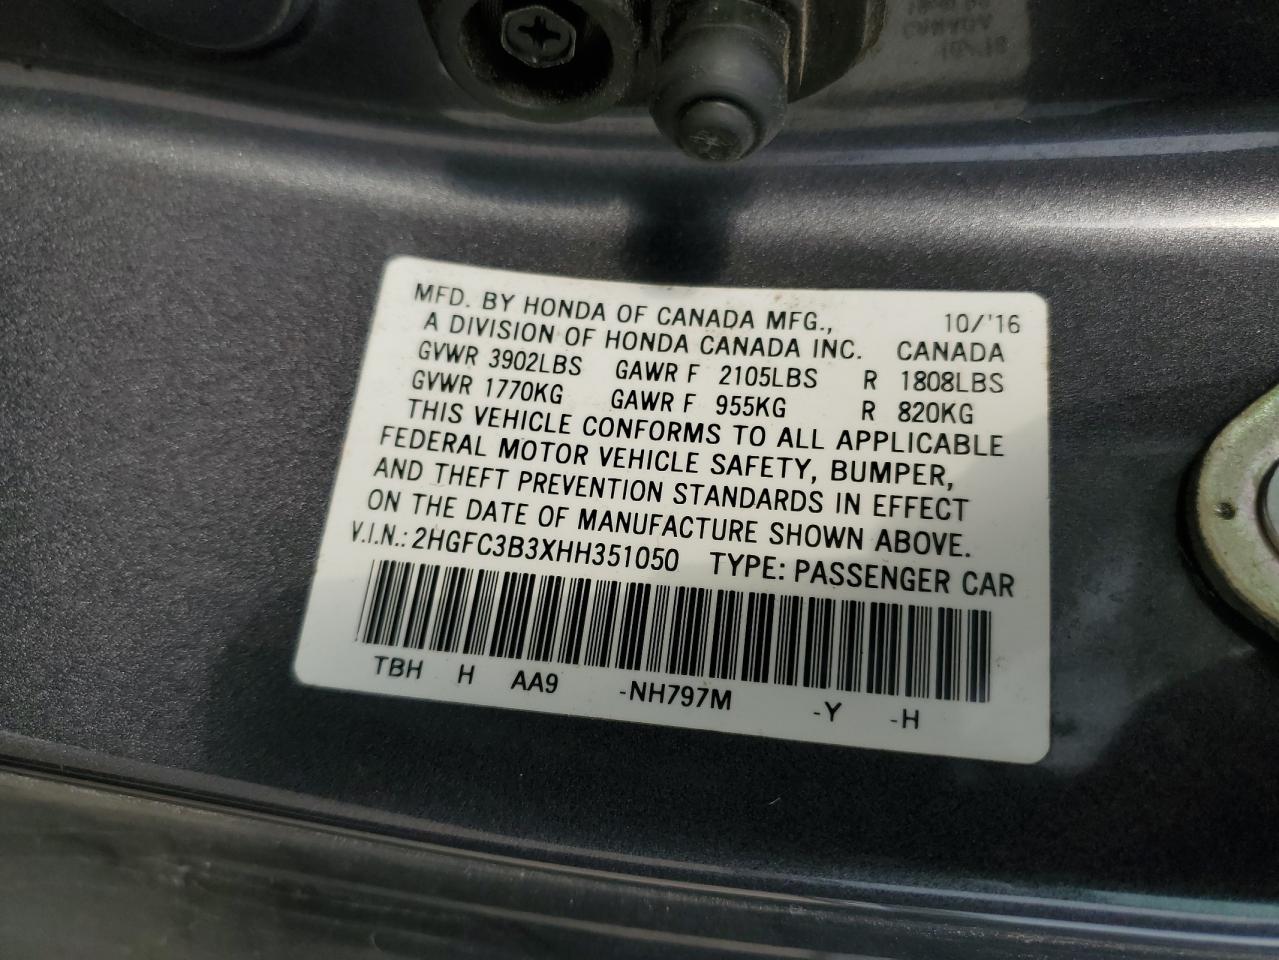 MFD. BY HONDA OF CANADA MFG., 10/'16
A DIVISION OF HONDA CANADA INC. CANADA
GVWR 3902LBS GAWR F 2105LBS R 1808LBS
GVWR 1770KG GAWR F 955KG R 820KG
THIS VEHICLE CONFORMS TO ALL APPLICABLE
FEDERAL MOTOR VEHICLE SAFETY, BUMPER,
AND THEFT PREVENTION STANDARDS IN EFFECT
ON THE DATE OF MANUFACTURE SHOWN ABOVE.
V.I.N.: 2HGFC3B3XHH351050 TYPE: PASSENGER CAR
TBH H AA9 -NH797M -Y -H